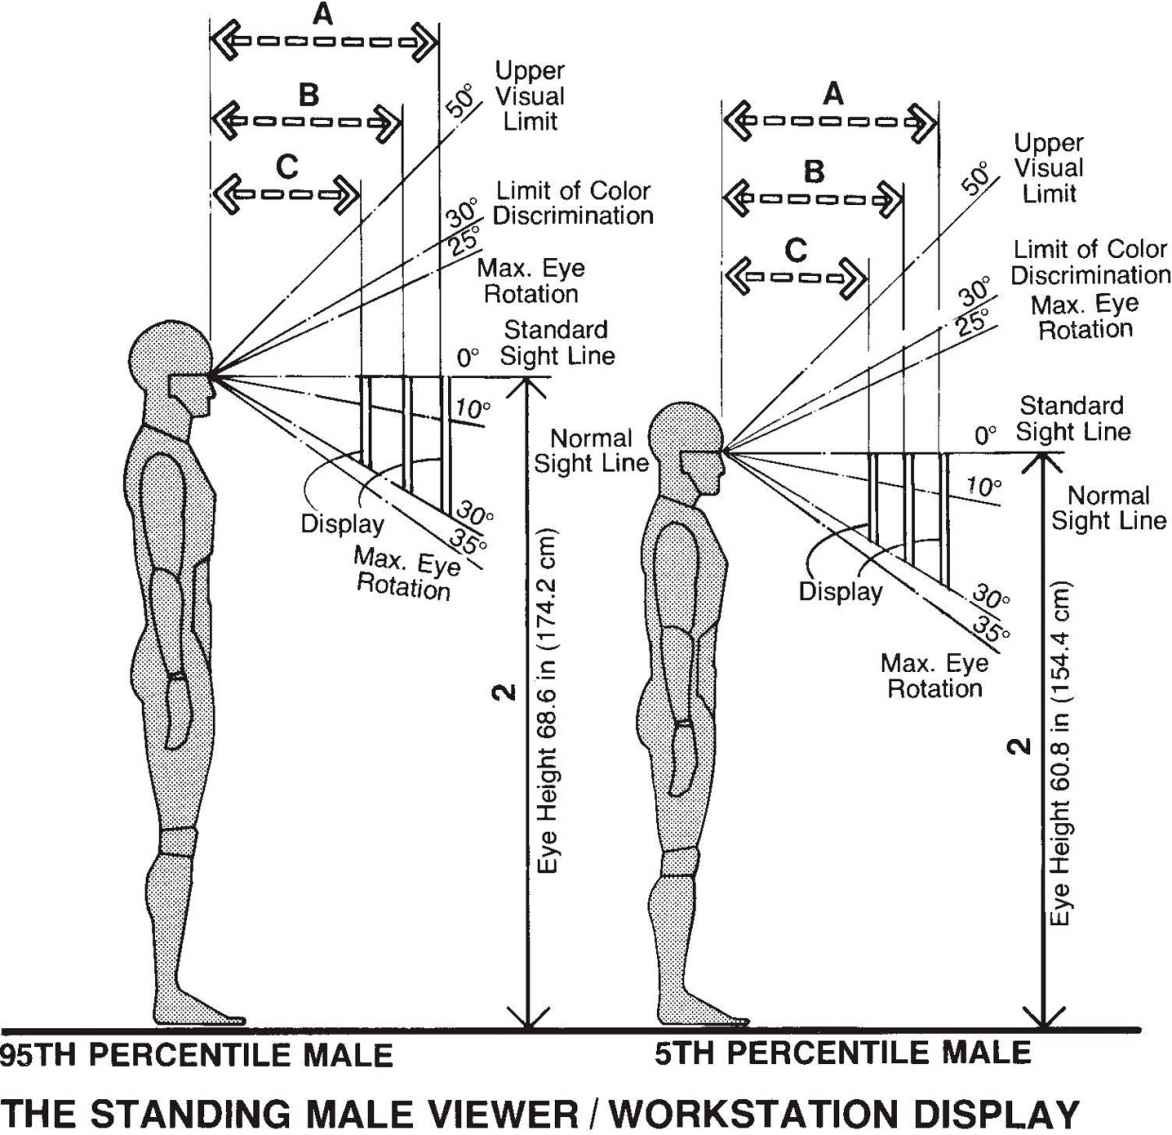 A
B
C
50°
Upper
Visual
Limit
30°
Limit of Color
Discrimination
25°
Max. Eye
Rotation
0°
Standard
Sight Line
10°
Normal
Sight Line
30°
35°
Display
Max. Eye
Rotation
2
Eye Height 68.6 in (174.2 cm)
95TH PERCENTILE MALE
A
B
C
50°
Upper
Visual
Limit
Limit of Color
Discrimination
30°
25°
Max. Eye
Rotation
0°
Standard
Sight Line
10°
Normal
Sight Line
30°
35°
Display
Max. Eye
Rotation
2
Eye Height 60.8 in (154.4 cm)
5TH PERCENTILE MALE
THE STANDING MALE VIEWER / WORKSTATION DISPLAY